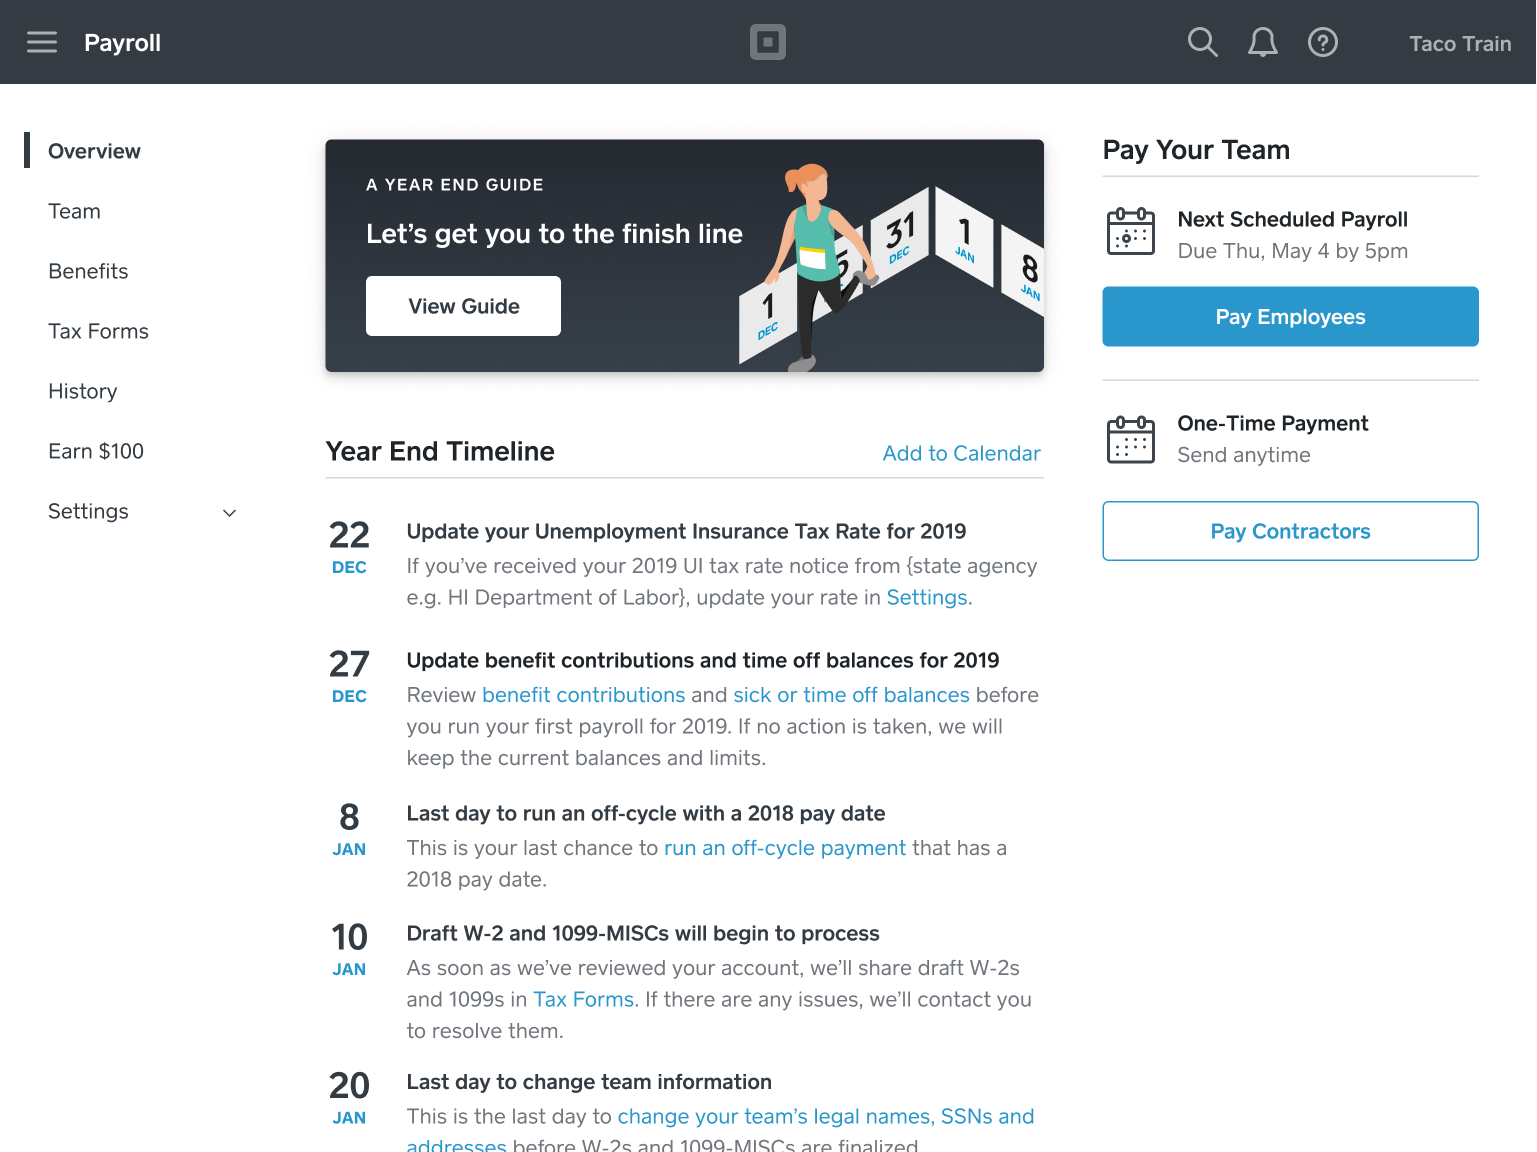 Payroll
Taco Train
Overview
Team
Benefits
Tax Forms
History
Earn $100
Settings
A YEAR END GUIDE
Let’s get you to the finish line
View Guide
1
DEC
5
31
DEC
1
JAN
8
JAN
Year End Timeline
Add to Calendar
22
DEC
Update your Unemployment Insurance Tax Rate for 2019
If you’ve received your 2019 UI tax rate notice from {state agency
e.g. HI Department of Labor}, update your rate in Settings.
27
DEC
Update benefit contributions and time off balances for 2019
Review benefit contributions and sick or time off balances before
you run your first payroll for 2019. If no action is taken, we will
keep the current balances and limits.
8
JAN
Last day to run an off-cycle with a 2018 pay date
This is your last chance to run an off-cycle payment that has a
2018 pay date.
10
JAN
Draft W-2 and 1099-MISCs will begin to process
As soon as we’ve reviewed your account, we’ll share draft W-2s
and 1099s in Tax Forms. If there are any issues, we’ll contact you
to resolve them.
20
JAN
Last day to change team information
This is the last day to change your team’s legal names, SSNs and
addresses before W-2s and 1099-MISCs are finalized
Pay Your Team
Next Scheduled Payroll
Due Thu, May 4 by 5pm
Pay Employees
One-Time Payment
Send anytime
Pay Contractors